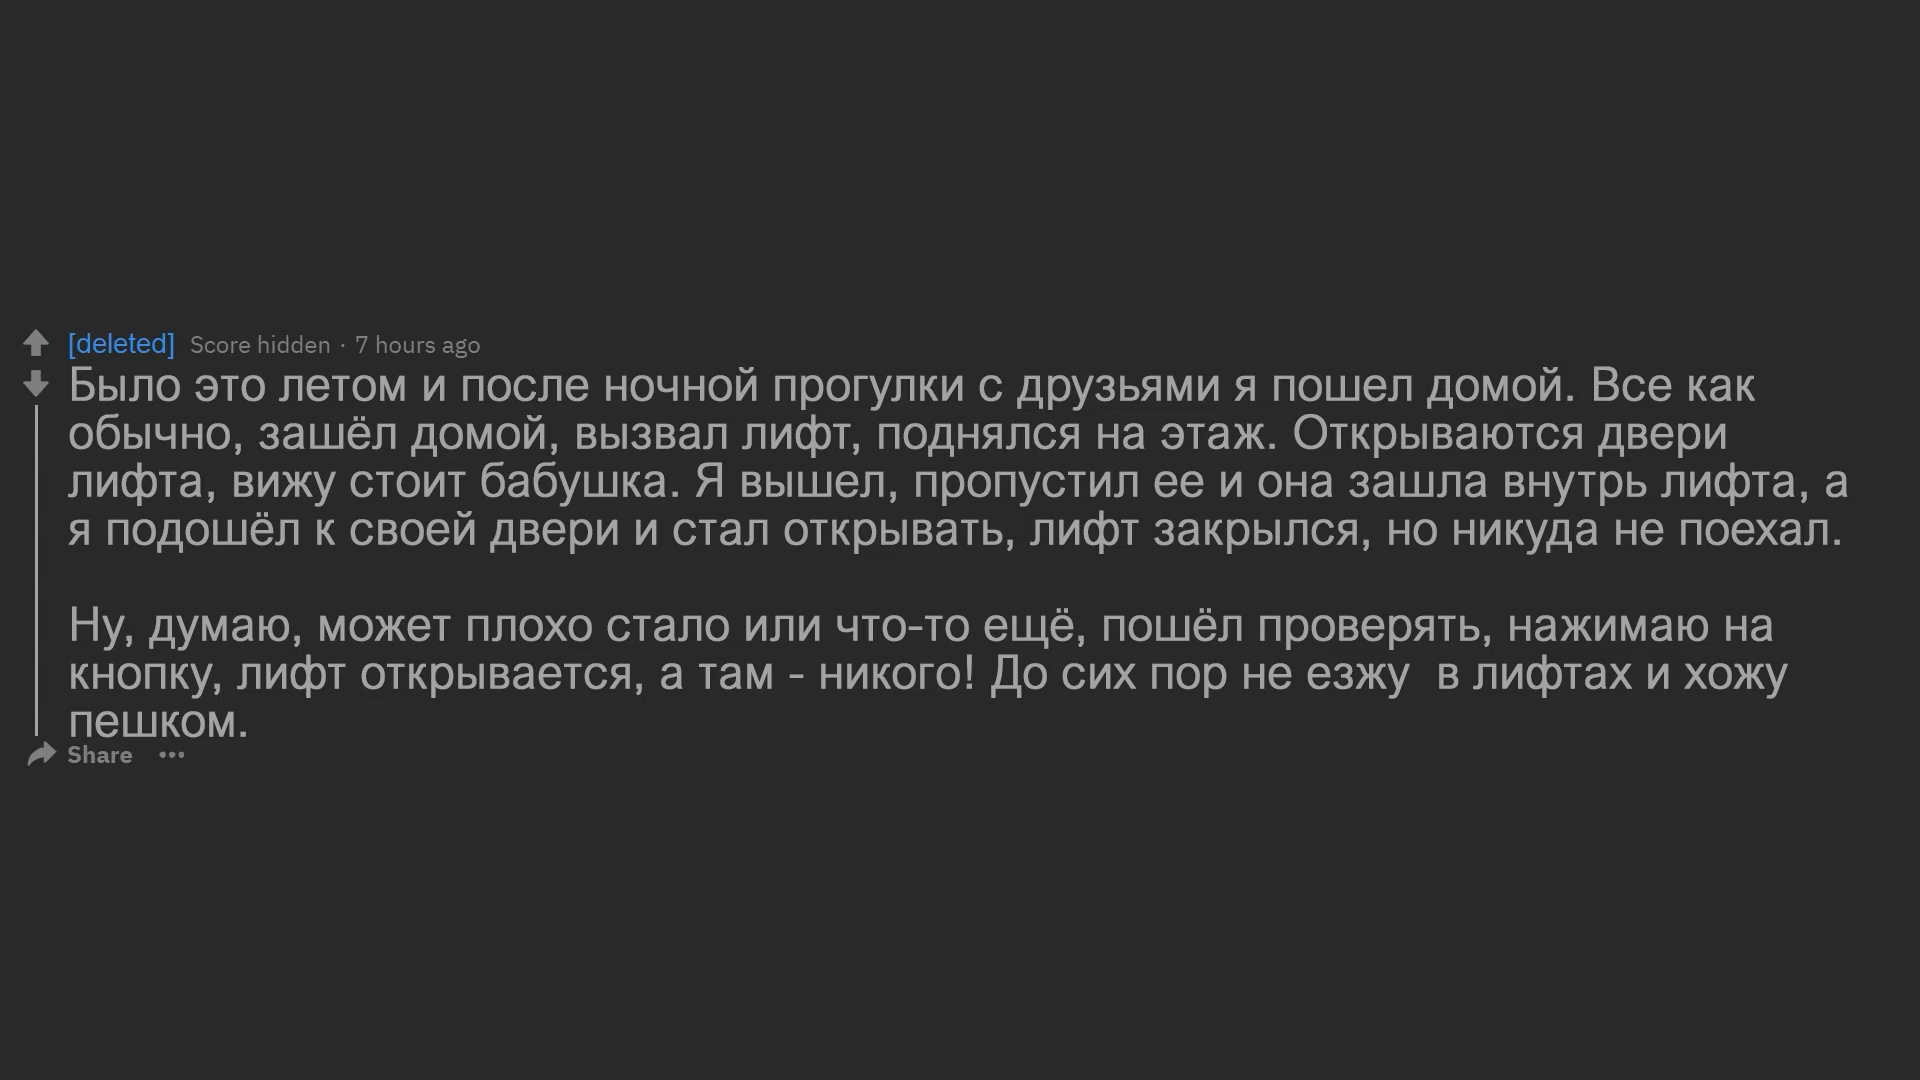 [deleted] Score hidden · 7 hours ago
Было это летом и после ночной прогулки с друзьями я пошел домой. Все как
обычно, зашёл домой, вызвал лифт, поднялся на этаж. Открываются двери
лифта, вижу стоит бабушка. Я вышел, пропустил ее и она зашла внутрь лифта, а
я подошёл к своей двери и стал открывать, лифт закрылся, но никуда не поехал.
Ну, думаю, может плохо стало или что-то ещё, пошёл проверять, нажимаю на
кнопку, лифт открывается, а там - никого! До сих пор не езжу  в лифтах и хожу
пешком.
Share ···